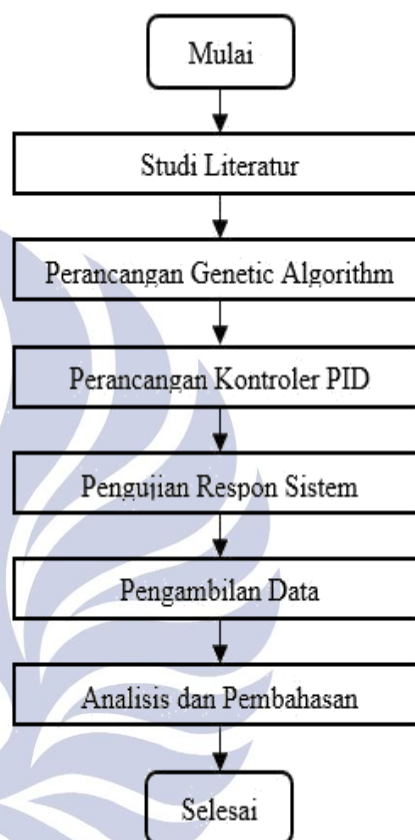 Mulai
Studi Literatur
Perancangan Genetic Algorithm
Perancangan Kontroler PID
Pengujian Respon Sistem
Pengambilan Data
Analisis dan Pembahasan
Selesai